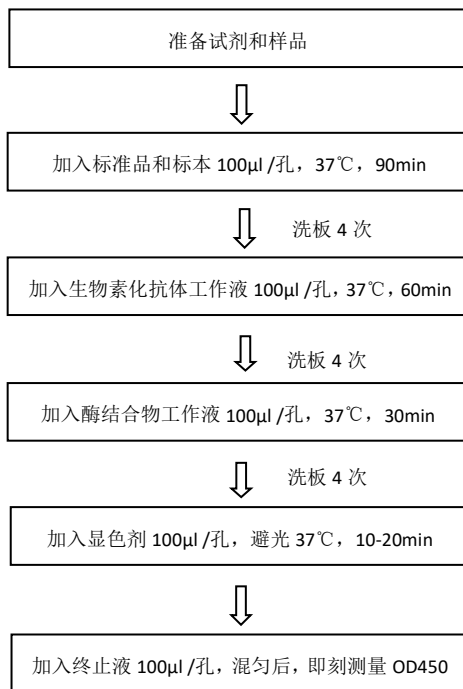 准备试剂和样品
加入标准品和标本 100μl /孔，37℃，90min
洗板 4 次
加入生物素化抗体工作液 100μl /孔，37℃，60min
洗板 4 次
加入酶结合物工作液 100μl /孔，37℃，30min
洗板 4 次
加入显色剂 100μl /孔，避光 37℃，10-20min
加入终止液 100μl /孔，混匀后，即刻测量 OD450